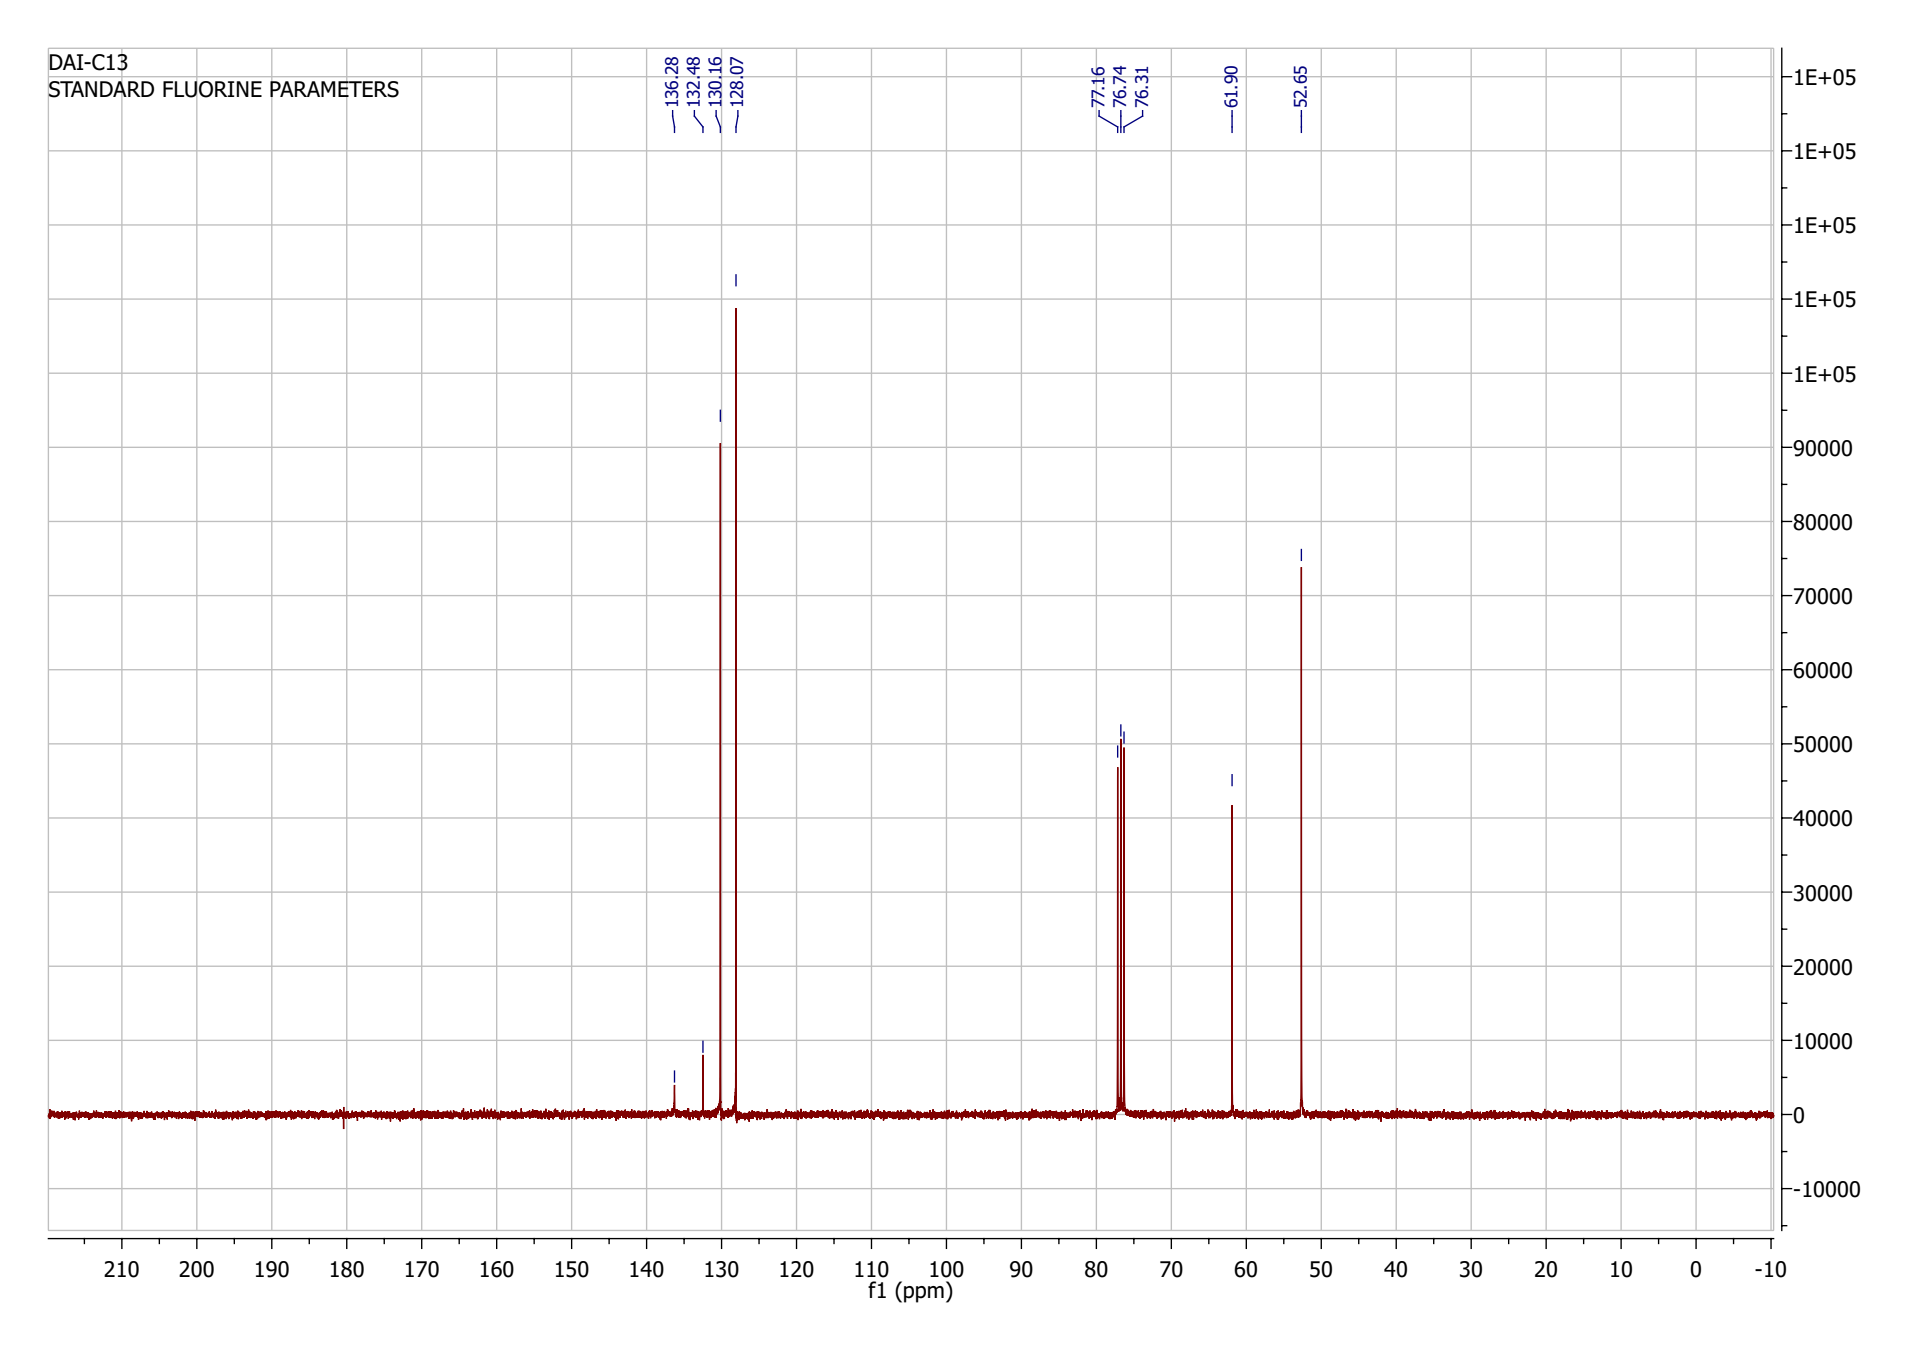 DAI-C13
STANDARD FLUORINE PARAMETERS
136.28
132.48
130.16
128.07
77.16
76.74
76.31
61.90
52.65
1E+05
1E+05
1E+05
1E+05
1E+05
90000
80000
70000
60000
50000
40000
30000
20000
10000
0
-10000
210 200 190 180 170 160 150 140 130 120 110 100 90 80 70 60 50 40 30 20 10 0 -10
f1 (ppm)